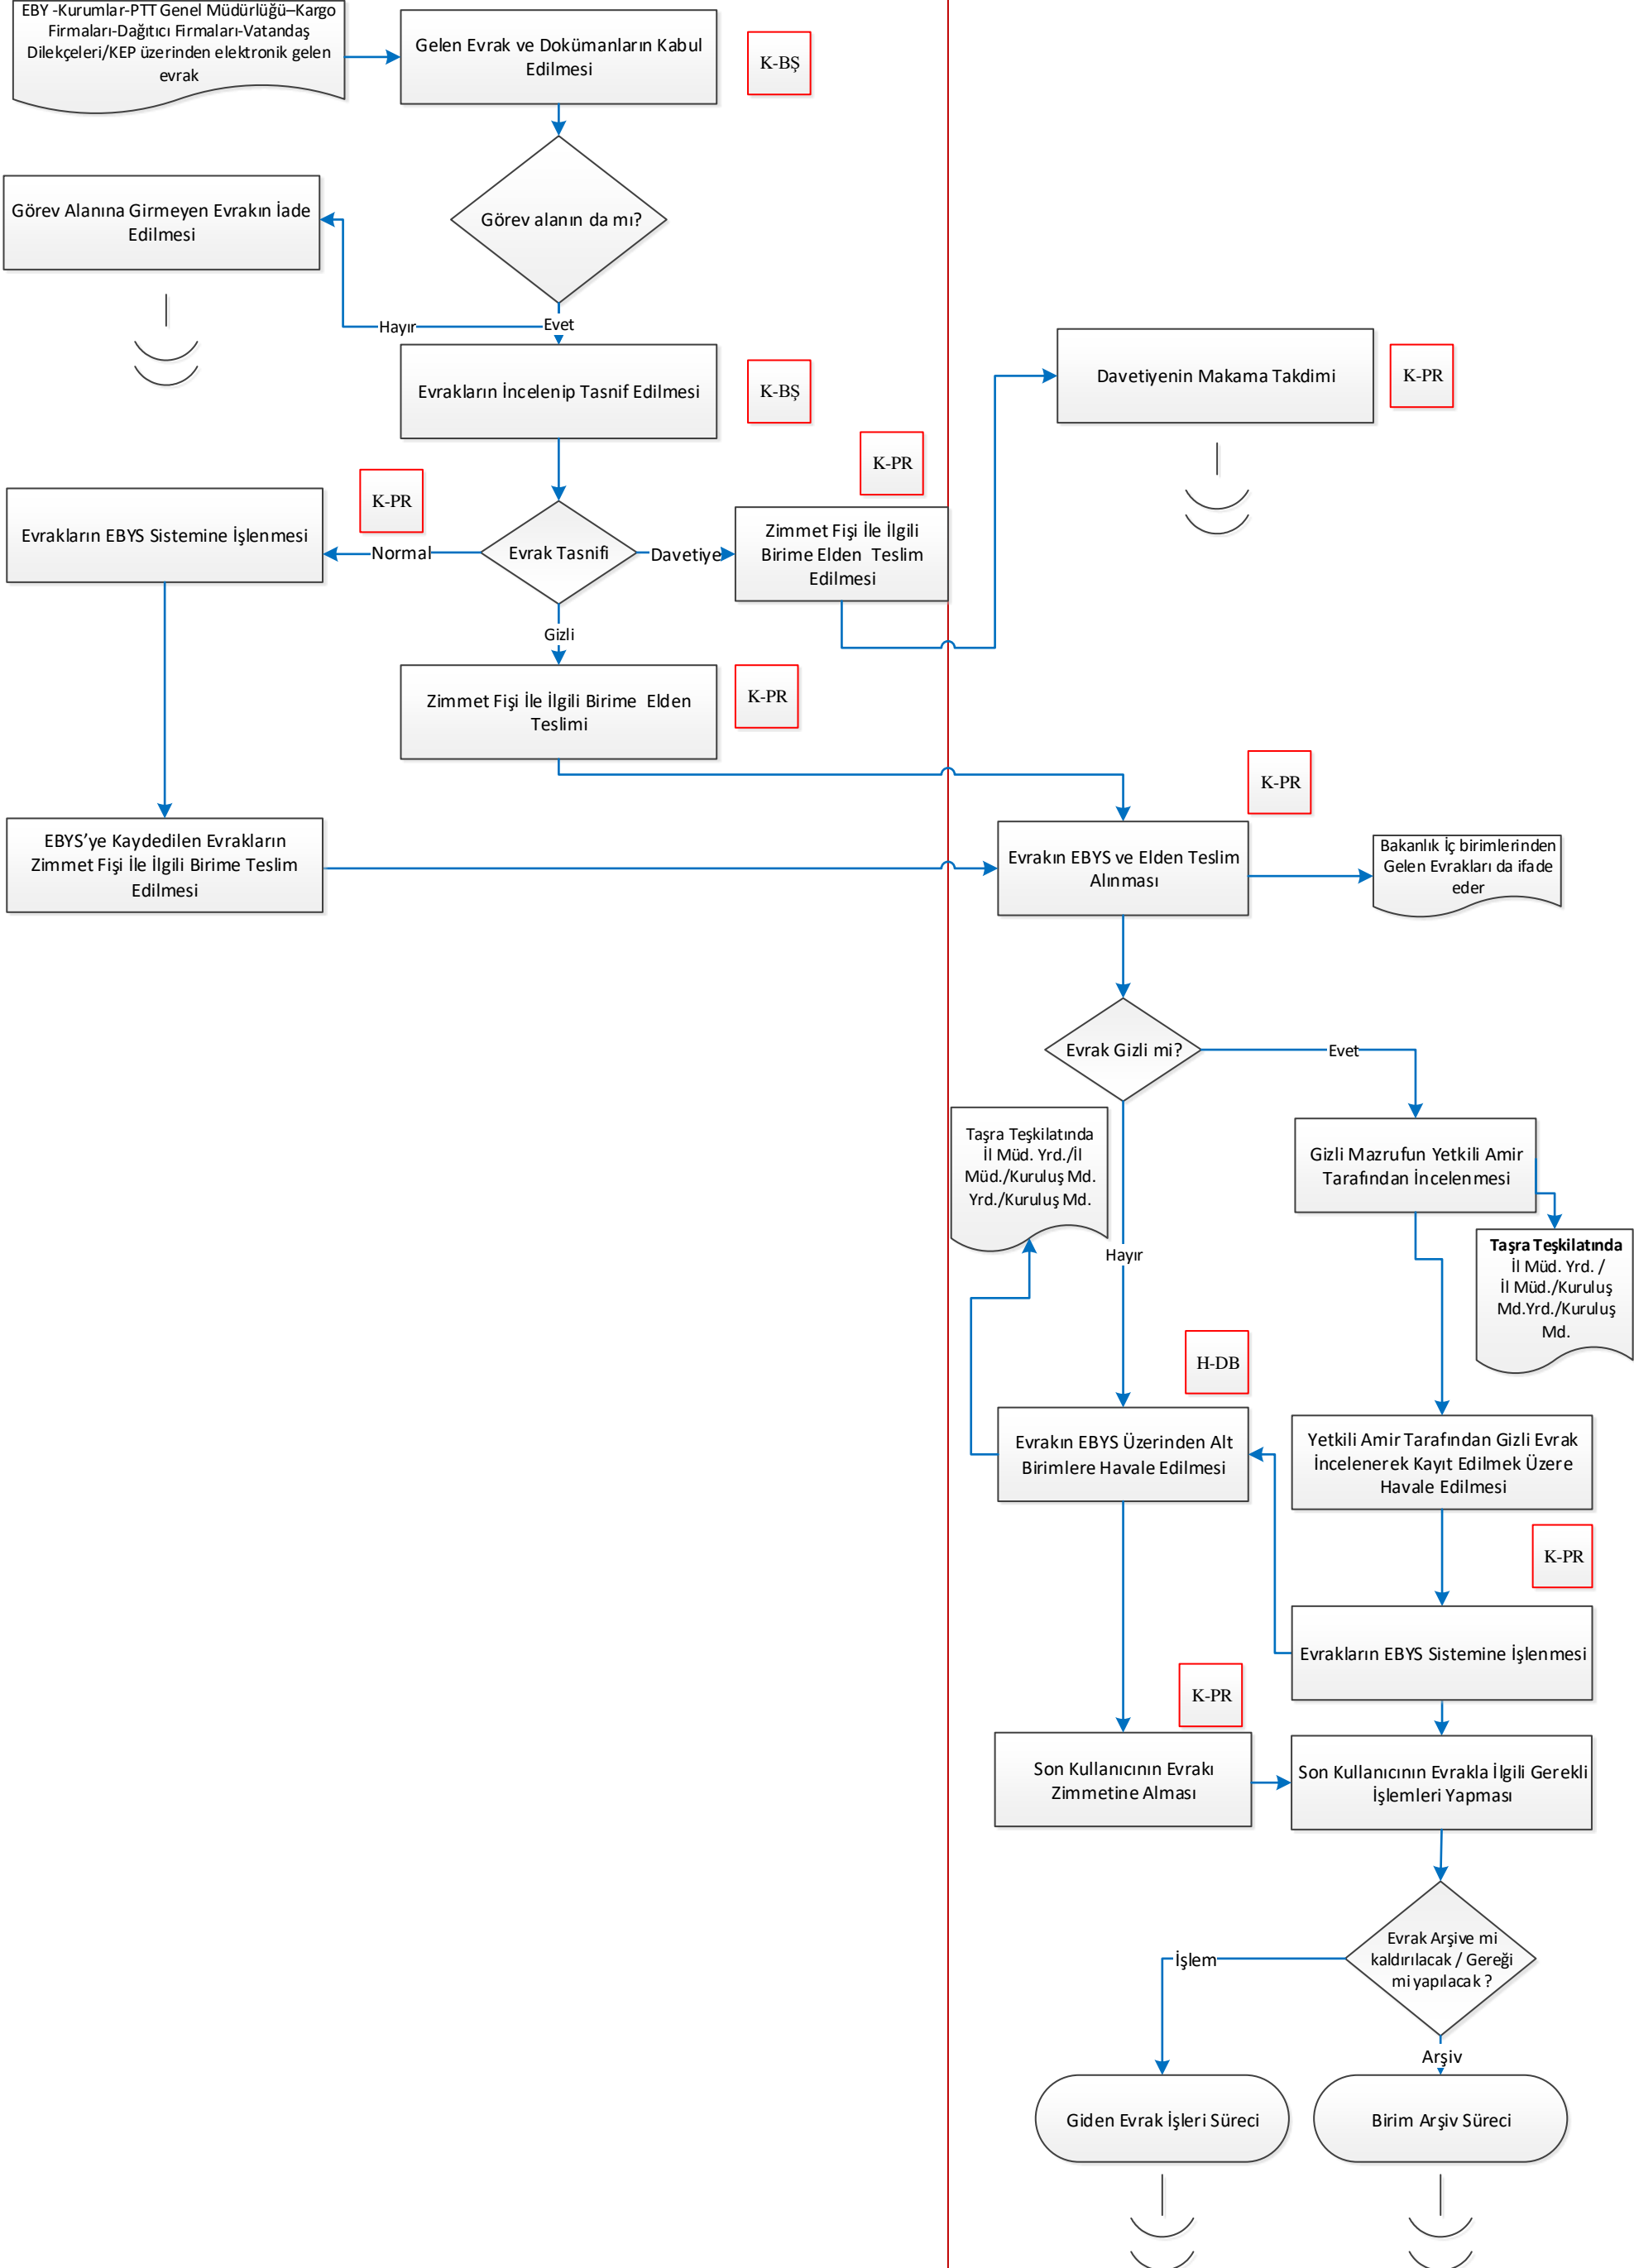 EBY -Kurumlar-PTT Genel Müdürlüğü–Kargo
Firmaları-Dağıtıcı Firmaları-Vatandaş
Dilekçeleri/KEP üzerinden elektronik gelen
evrak
Gelen Evrak ve Dokümanların Kabul
Edilmesi
K-BŞ
Görev alanın da mı?
Görev Alanına Girmeyen Evrakın İade
Edilmesi
Hayır
Evet
Evrakların İncelenip Tasnif Edilmesi
K-BŞ
Davetiyenin Makama Takdimi
K-PR
K-PR
K-PR
Evrakların EBYS Sistemine İşlenmesi
Normal
Evrak Tasnifi
Davetiye
Zimmet Fişi İle İlgili
Birime Elden Teslim
Edilmesi
Gizli
Zimmet Fişi İle İlgili Birime Elden
Teslimi
K-PR
K-PR
EBYS’ye Kaydedilen Evrakların
Zimmet Fişi İle İlgili Birime Teslim
Edilmesi
Evrakın EBYS ve Elden Teslim
Alınması
Bakanlık İç birimlerinden
Gelen Evrakları da ifade
eder
Evrak Gizli mi?
Evet
Taşra Teşkilatında
İl Müd. Yrd./İl
Müd./Kuruluş Md.
Yrd./Kuruluş Md.
Gizli Mazrufun Yetkili Amir
Tarafından İncelenmesi
Hayır
Taşra Teşkilatında
İl Müd. Yrd. /
İl Müd./Kuruluş
Md.Yrd./Kuruluş
Md.
H-DB
Evrakın EBYS Üzerinden Alt
Birimlere Havale Edilmesi
Yetkili Amir Tarafından Gizli Evrak
İncelenerek Kayıt Edilmek Üzere
Havale Edilmesi
K-PR
Evrakların EBYS Sistemine İşlenmesi
K-PR
Son Kullanıcının Evrakı
Zimmetine Alması
Son Kullanıcının Evrakla İlgili Gerekli
İşlemleri Yapması
Evrak Arşive mi
kaldırılacak / Gereği
mi yapılacak ?
İşlem
Arşiv
Giden Evrak İşleri Süreci
Birim Arşiv Süreci